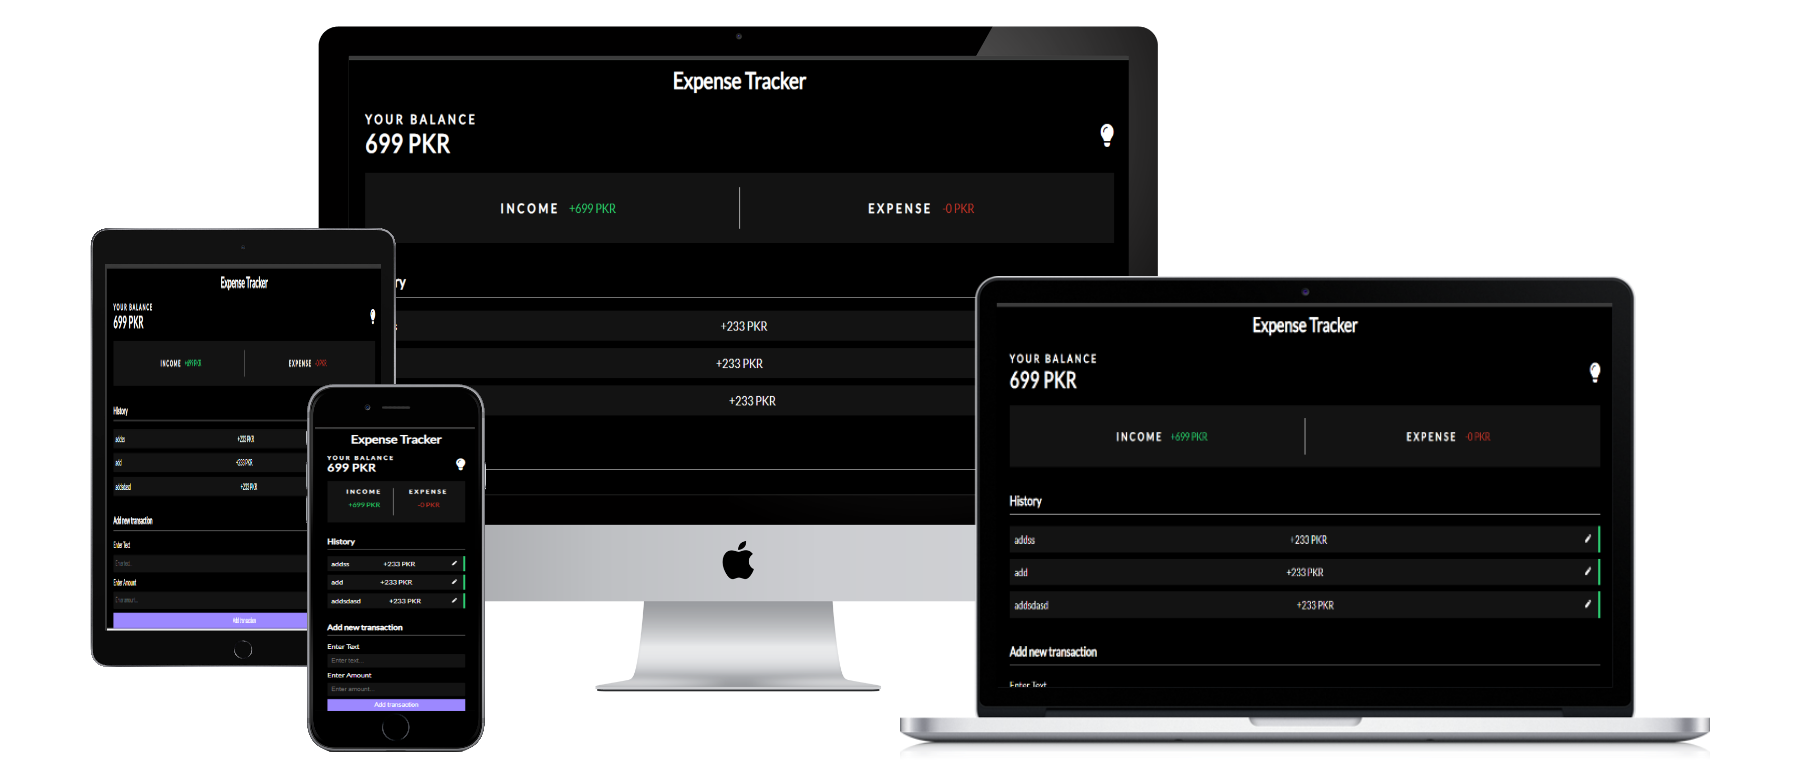 Expense Tracker
YOUR BALANCE
699 PKR
INCOME +699 PKR
EXPENSE -0 PKR
ry
s +233 PKR
+233 PKR
+233 PKR
Expense Tracker
YOUR BALANCE
699 PKR
INCOME +699 PKR
EXPENSE -0 PKR
History
addss +233 PKR
add +233 PKR
addsdasd +233 PKR
Add new transaction
Enter Text
Enter Amount
Add transaction
Expense Tracker
YOUR BALANCE
699 PKR
INCOME
EXPENSE
+699 PKR
-0 PKR
History
addss +233 PKR
add +233 PKR
addsdasd +233 PKR
Add new transaction
Enter Text
Enter text...
Enter Amount
Enter amount...
Add transaction
Expense Tracker
YOUR BALANCE
699 PKR
INCOME +699 PKR
EXPENSE -0 PKR
History
addss +233 PKR
add +233 PKR
addsdasd +233 PKR
Add new transaction
Enter Text